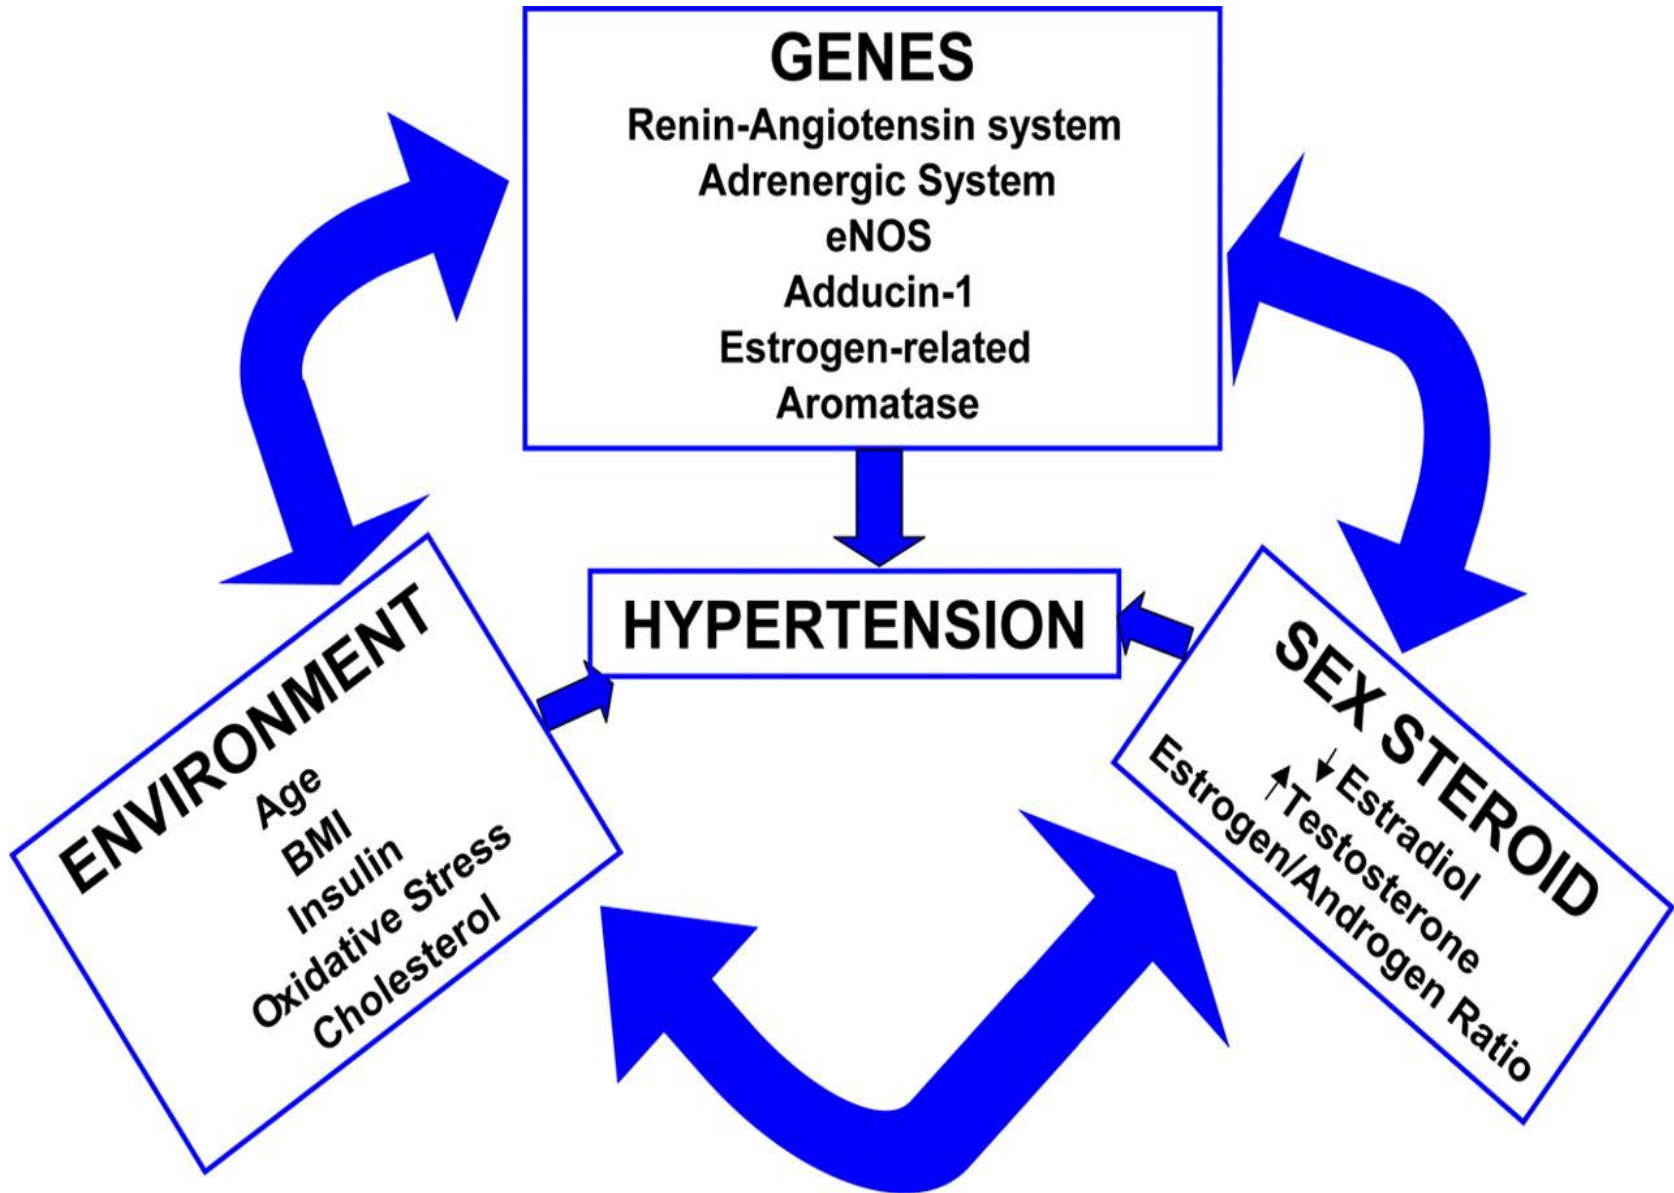 GENES
Renin-Angiotensin system
Adrenergic System
eNOS
Adducin-1
Estrogen-related
Aromatase
HYPERTENSION
ENVIRONMENT
Age
BMI
Insulin
Oxidative Stress
Cholesterol
SEX STEROID
↓Estradiol
↑Testosterone
Estrogen/Androgen Ratio